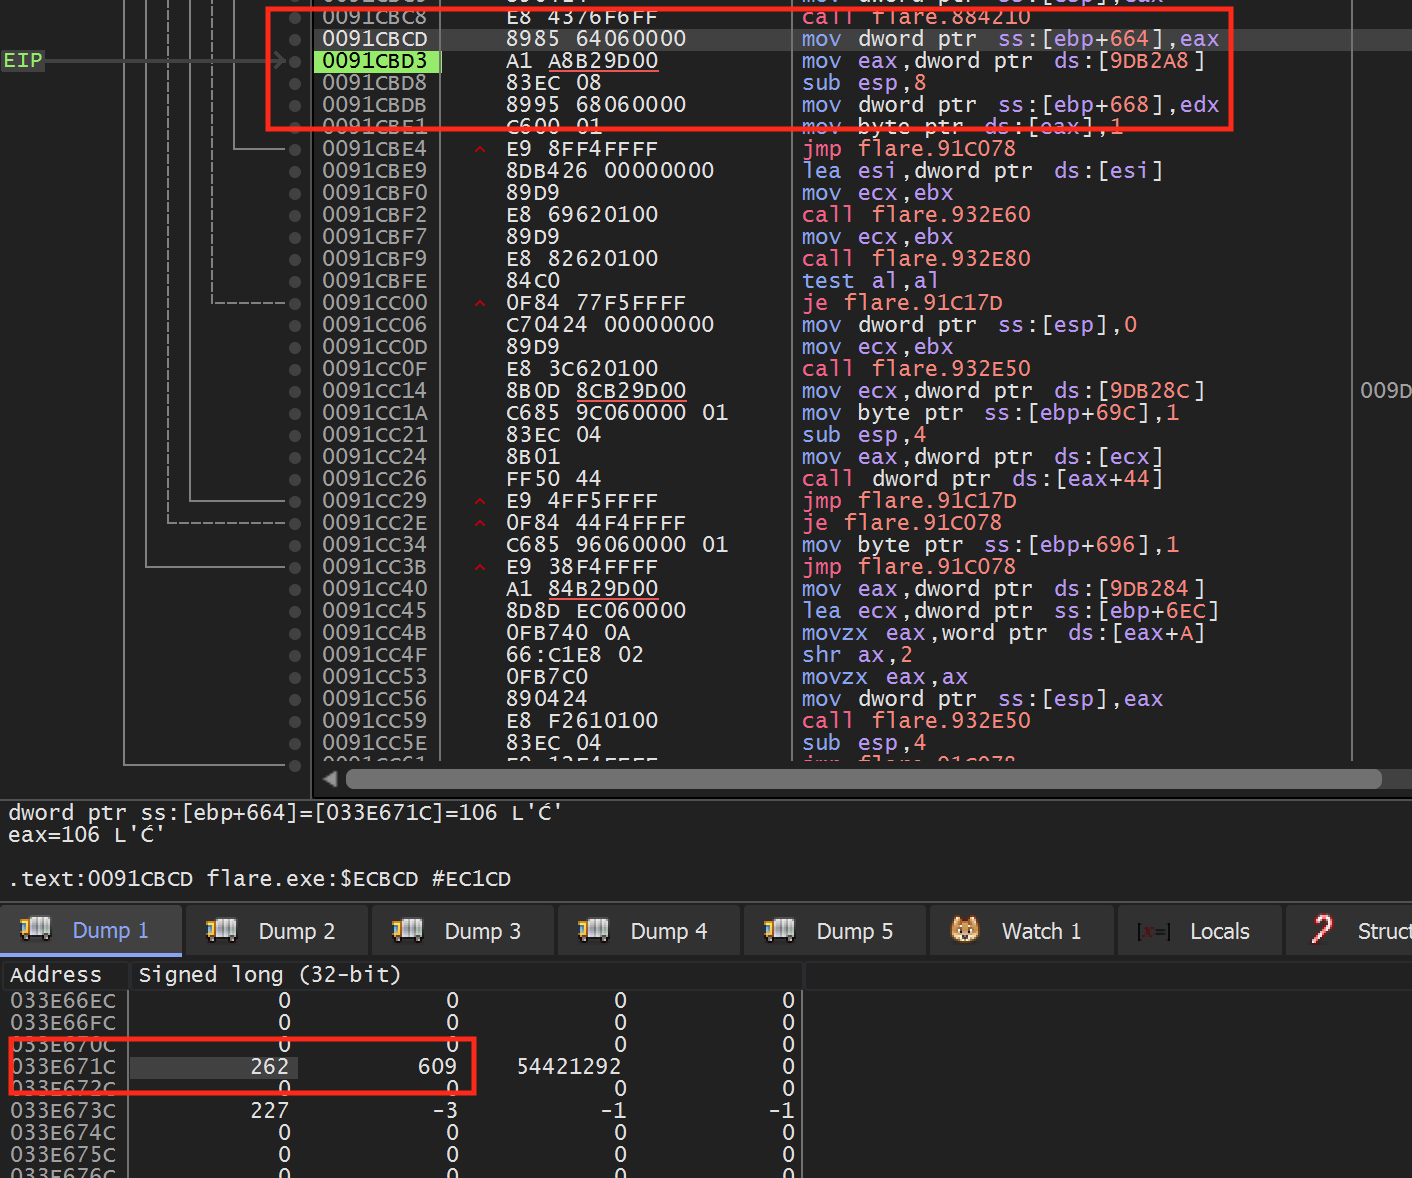 0091CBC8 E8 4376F6FF call flare.884210
0091CBCD 8985 64060000 mov dword ptr ss:[ebp+664],eax
EIP 0091CBD3 A1 A8B29D00 mov eax,dword ptr ds:[9DB2A8]
0091CBD8 83EC 08 sub esp,8
0091CBDB 8995 68060000 mov dword ptr ss:[ebp+668],edx
0091CBE1 C600 01 mov byte ptr ds:[eax],1
0091CBE4 ^ E9 8FF4FFFF jmp flare.91C078
0091CBE9 8DB426 00000000 lea esi,dword ptr ds:[esi]
0091CBF0 89D9 mov ecx,ebx
0091CBF2 E8 69620100 call flare.932E60
0091CBF7 89D9 mov ecx,ebx
0091CBF9 E8 82620100 call flare.932E80
0091CBFE 84C0 test al,al
0091CC00 ^ 0F84 77F5FFFF je flare.91C17D
0091CC06 C70424 00000000 mov dword ptr ss:[esp],0
0091CC0D 89D9 mov ecx,ebx
0091CC0F E8 3C620100 call flare.932E50
0091CC14 8B0D 8CB29D00 mov ecx,dword ptr ds:[9DB28C] 009D
0091CC1A C685 9C060000 01 mov byte ptr ss:[ebp+69C],1
0091CC21 83EC 04 sub esp,4
0091CC24 8B01 mov eax,dword ptr ds:[ecx]
0091CC26 FF50 44 call dword ptr ds:[eax+44]
0091CC29 ^ E9 4FF5FFFF jmp flare.91C17D
0091CC2E ^ 0F84 44F4FFFF je flare.91C078
0091CC34 C685 96060000 01 mov byte ptr ss:[ebp+696],1
0091CC3B ^ E9 38F4FFFF jmp flare.91C078
0091CC40 A1 84B29D00 mov eax,dword ptr ds:[9DB284]
0091CC45 8D8D EC060000 lea ecx,dword ptr ss:[ebp+6EC]
0091CC4B 0FB740 0A movzx eax,word ptr ds:[eax+A]
0091CC4F 66:C1E8 02 shr ax,2
0091CC53 0FB7C0 movzx eax,ax
0091CC56 890424 mov dword ptr ss:[esp],eax
0091CC59 E8 F2610100 call flare.932E50
0091CC5E 83EC 04 sub esp,4
dword ptr ss:[ebp+664]=[033E671C]=106 L'Ć'
eax=106 L'Ć'
.text:0091CBCD flare.exe:$ECBCD #EC1CD
Dump 1 Dump 2 Dump 3 Dump 4 Dump 5 Watch 1 [x=] Locals Struct
Address Signed long (32-bit)
033E66EC 0 0 0 0
033E66FC 0 0 0 0
033E670C 0 0 0 0
033E671C 262 609 54421292 0
033E672C 0 0 0 0
033E673C 227 -3 -1 -1
033E674C 0 0 0 0
033E675C 0 0 0 0
033E676C 0 0 0 0